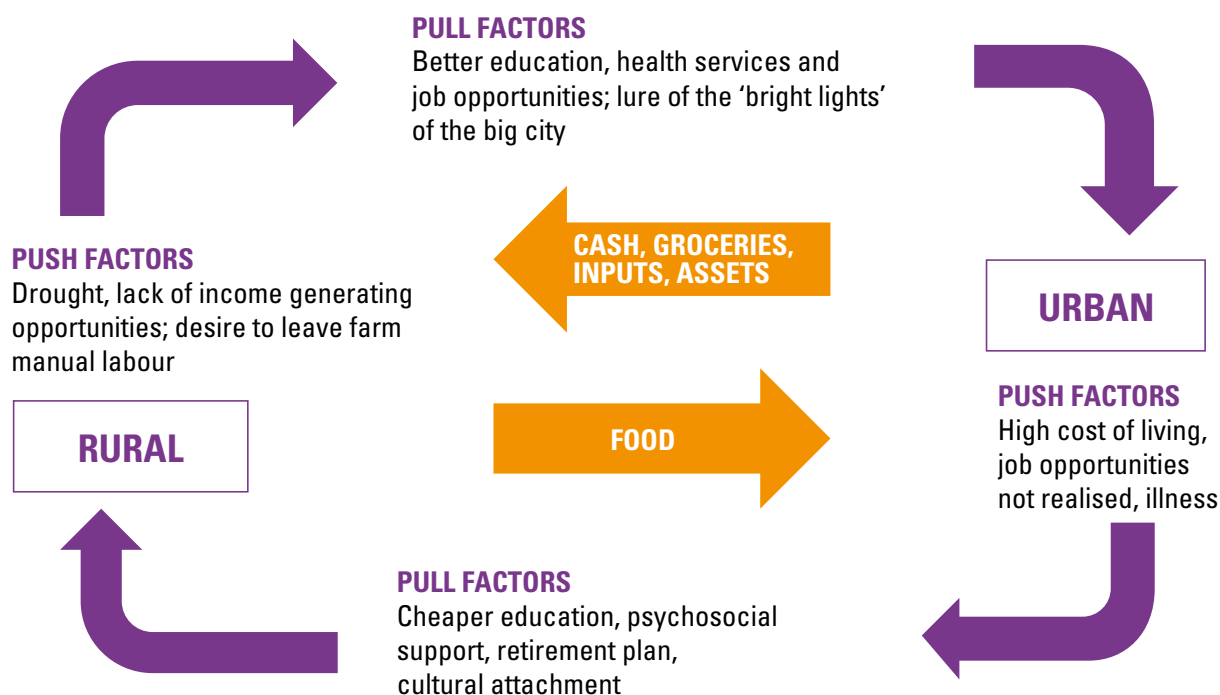 PULL FACTORS
Better education, health services and
job opportunities; lure of the ‘bright lights’
of the big city
PUSH FACTORS
Drought, lack of income generating
opportunities; desire to leave farm
manual labour
RURAL
CASH, GROCERIES,
INPUTS, ASSETS
FOOD
URBAN
PUSH FACTORS
High cost of living,
job opportunities
not realised, illness
PULL FACTORS
Cheaper education, psychosocial
support, retirement plan,
cultural attachment